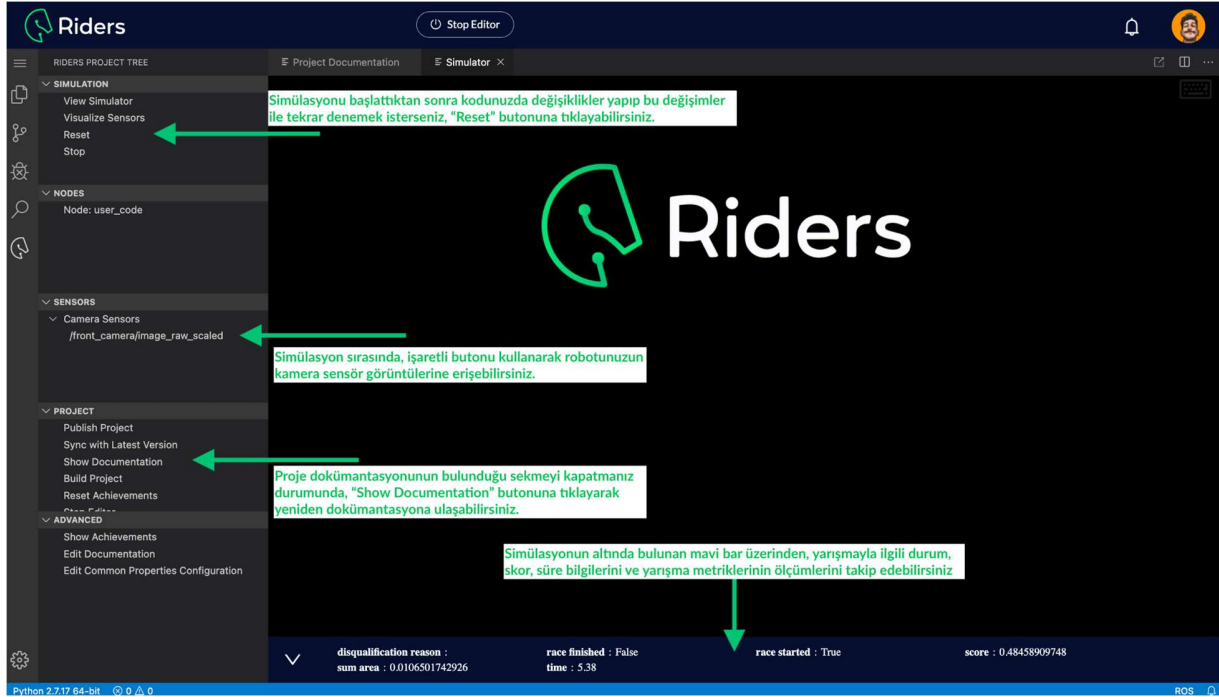 Riders
Stop Editor
RIDERS PROJECT TREE
Project Documentation
Simulator
SIMULATION
View Simulator
Visualize Sensors
Reset
Stop
Simülasyonu başlattıktan sonra kodunuzda değişiklikler yapıp bu değişimler
ile tekrar denemek isterseniz, “Reset” butonuna tıklayabilirsiniz.
NODES
Node: user_code
Riders
SENSORS
Camera Sensors
/front_camera/image_raw_scaled
Simülasyon sırasında, işaretli butonu kullanarak robotunuzun
kamera sensör görüntülerine erişebilirsiniz.
PROJECT
Publish Project
Sync with Latest Version
Show Documentation
Build Project
Reset Achievements
Stop Editor
Proje dokümantasyonunun bulunduğu sekmeyi kapatmanız
durumunda, “Show Documentation” butonuna tıklayarak
yeniden dokümantasyona ulaşabilirsiniz.
ADVANCED
Show Achievements
Edit Documentation
Edit Common Properties Configuration
Simülasyonun altında bulunan mavi bar üzerinden, yarışmayla ilgili durum,
skor, süre bilgilerini ve yarışma metriklerinin ölçümlerini takip edebilirsiniz
disqualification reason : race finished : False race started : True score : 0.48458909748
sum area : 0.0106501742926 time : 5.38
Python 2.7.17 64-bit 0 0 ROS